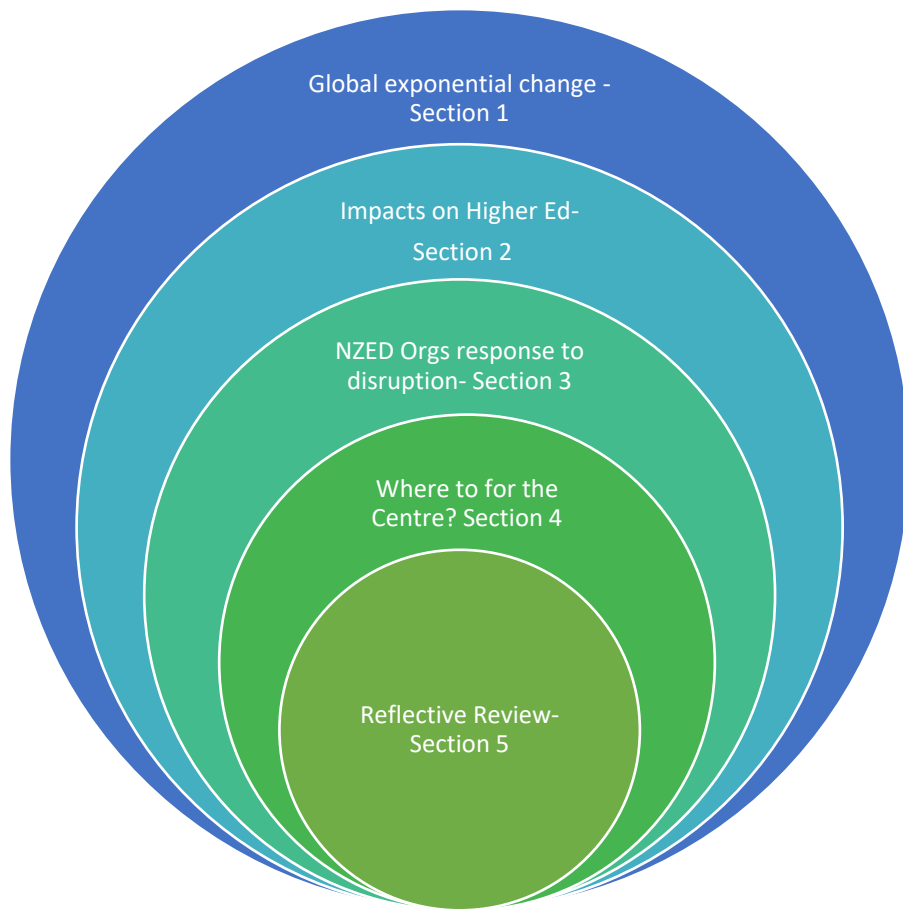 Global exponential change -
Section 1
Impacts on Higher Ed-
Section 2
NZED Orgs response to
disruption- Section 3
Where to for the
Centre? Section 4
Reflective Review-
Section 5